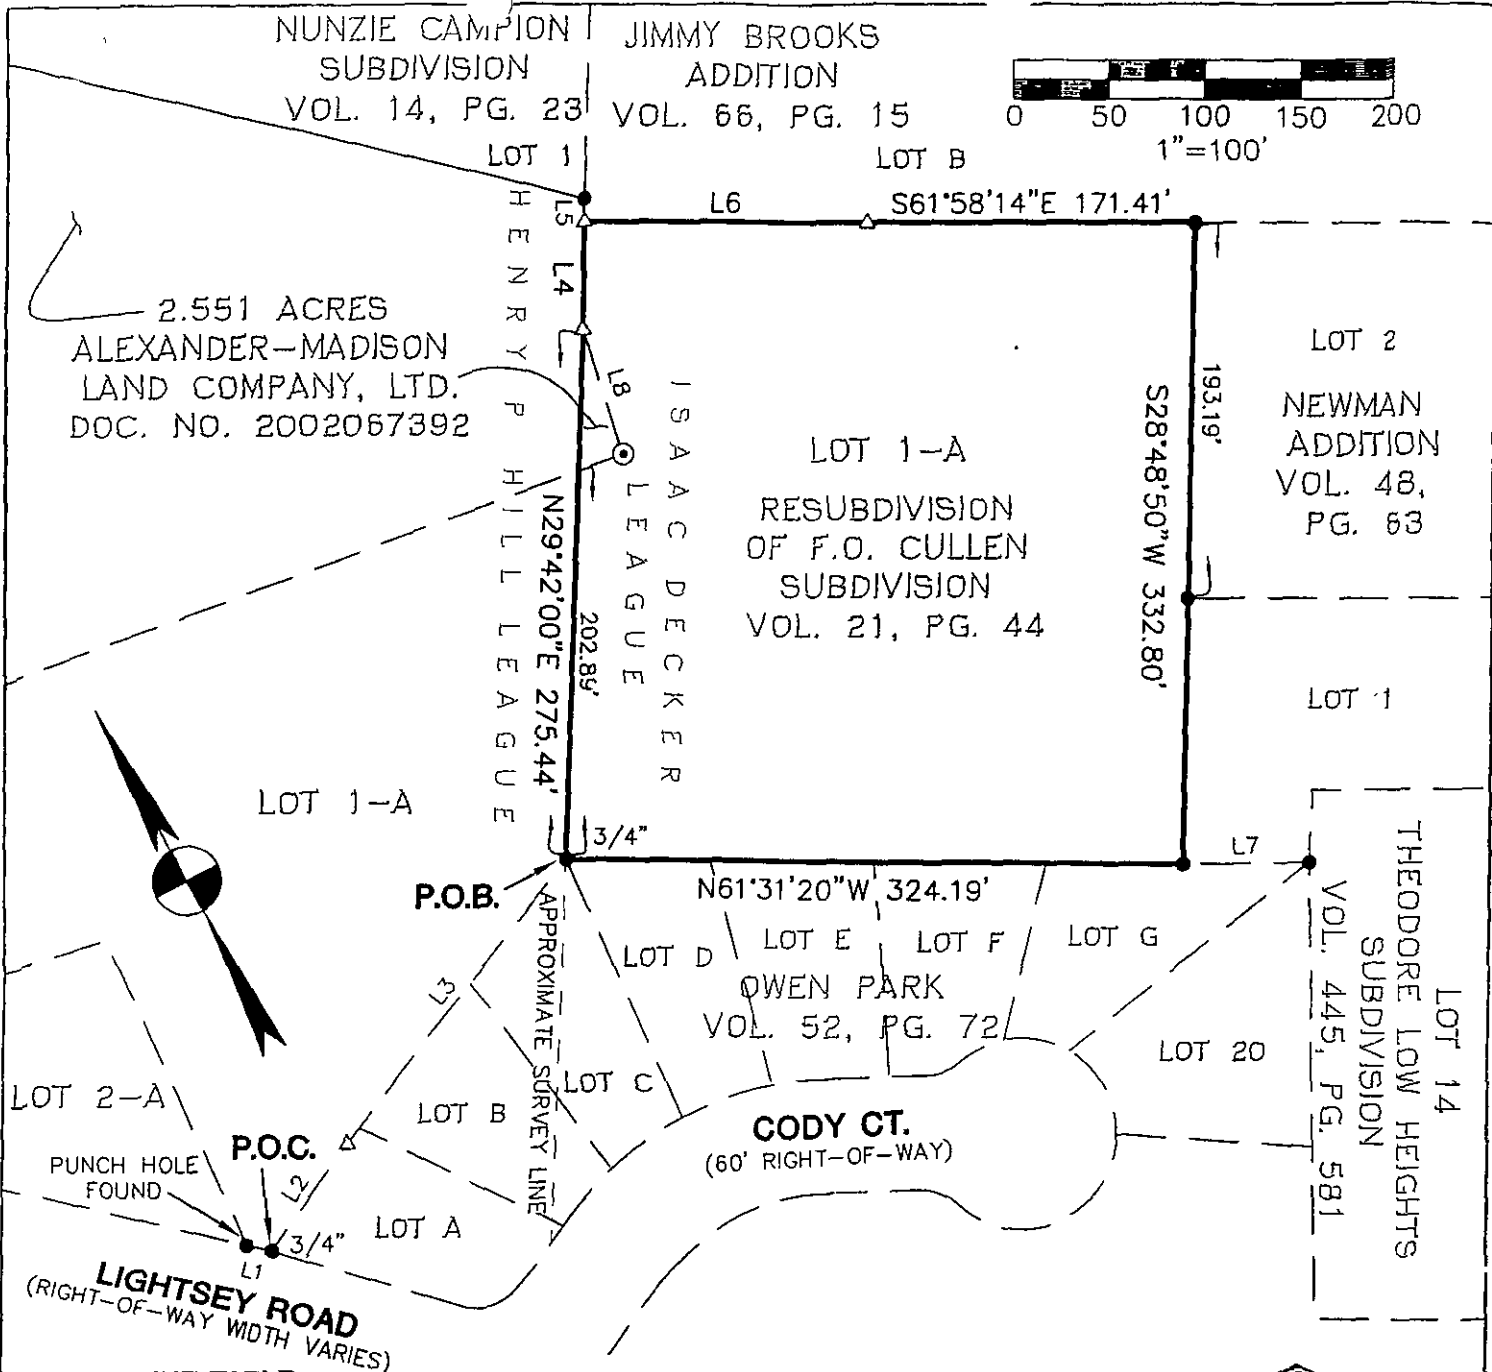 NUNZIE CAMPION
SUBDIVISION
VOL. 14, PG. 23
LOT 1
JIMMY BROOKS
ADDITION
VOL. 66, PG. 15
LOT B
0 50 100 150 200
1"=100'
L5
L6
S61°58'14"E 171.41'
L4
L8
2.551 ACRES
ALEXANDER-MADISON
LAND COMPANY, LTD.
DOC. NO. 2002067392
HENRY P HILL LEAGUE
ISAAC DECKER
LEAGUE
N29°42'00"E 275.44'
202.89'
LOT 1-A
RESUBDIVISION
OF F.O. CULLEN
SUBDIVISION
VOL. 21, PG. 44
S28°48'50"W 332.80'
193.19'
LOT 2
NEWMAN
ADDITION
VOL. 48,
PG. 63
LOT 1
LOT 1-A
3/4"
P.O.B.
N61°31'20"W 324.19'
L7
LOT D
LOT E
LOT F
LOT G
OWEN PARK
VOL. 52, PG. 72
APPROXIMATE SURVEY LINE
L3
LOT C
LOT B
LOT 20
LOT 14
THEODORE LOW HEIGHTS
SUBDIVISION
VOL. 445, PG. 581
LOT 2-A
P.O.C.
PUNCH HOLE
FOUND
L2
CODY CT.
(60' RIGHT-OF-WAY)
LOT A
3/4"
L1
LIGHTSEY ROAD
(RIGHT-OF-WAY WIDTH VARIES)